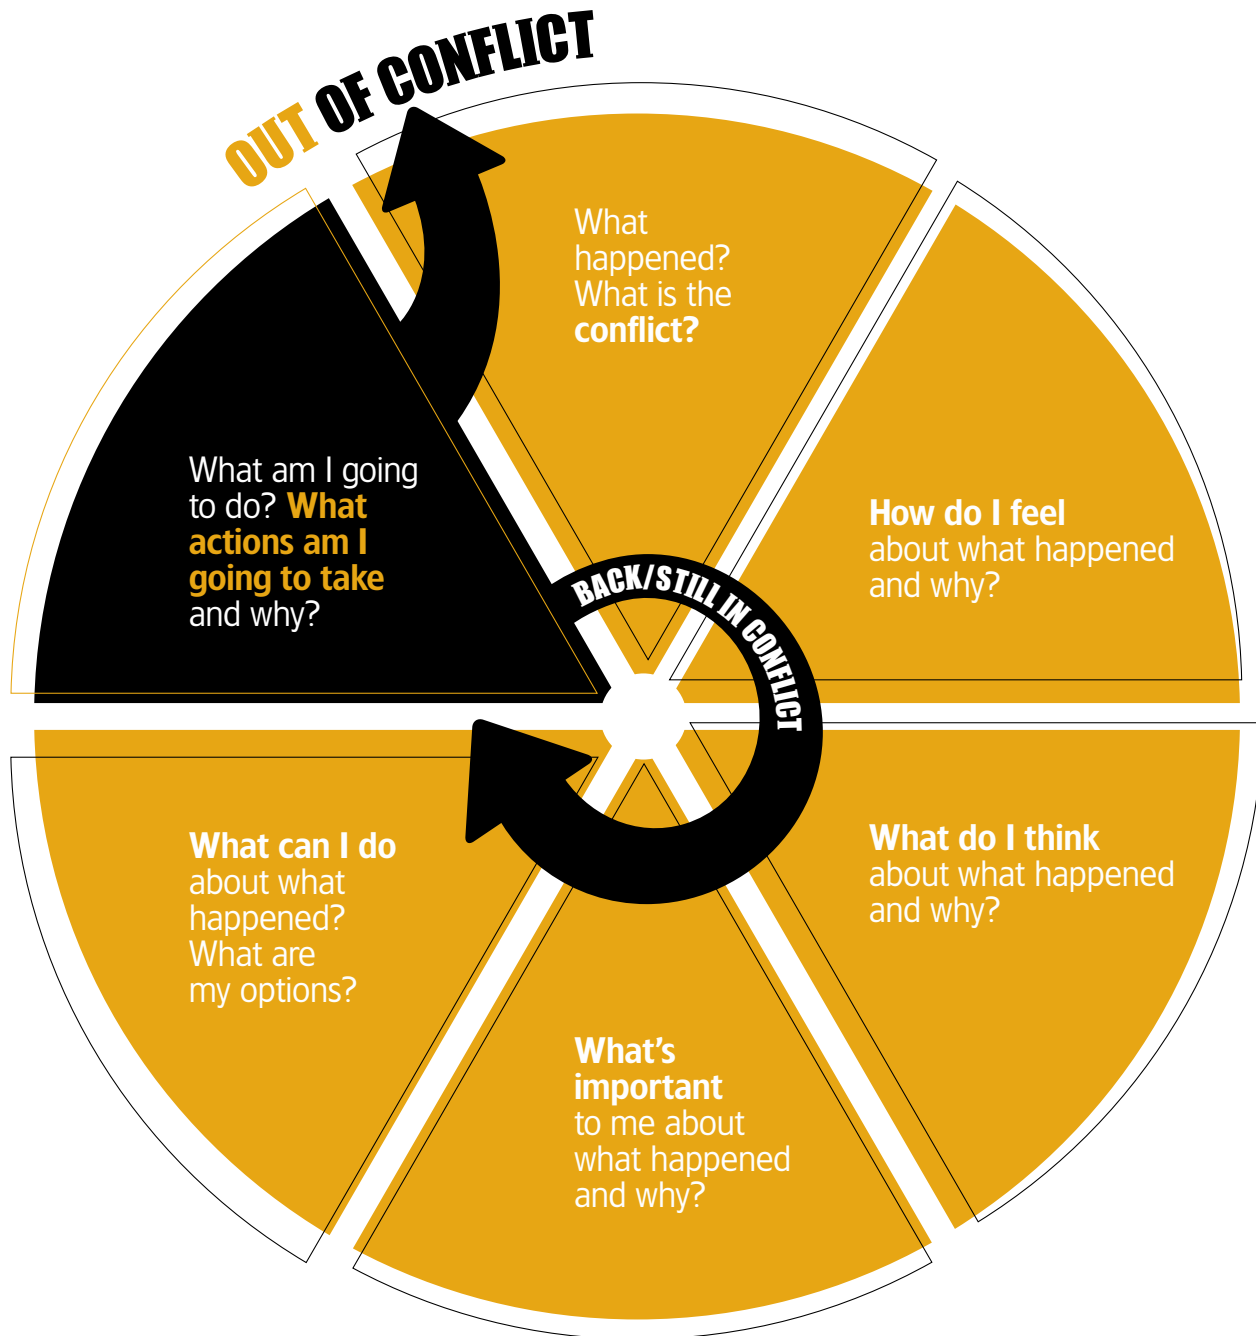 OUT OF CONFLICT
What
happened?
What is the
conflict?
How do I feel
about what happened
and why?
What do I think
about what happened
and why?
What's
important
to me about
what happened
and why?
What can I do
about what
happened?
What are
my options?
What am I going
to do? What
actions am I
going to take
and why?
BACK/STILL IN CONFLICT